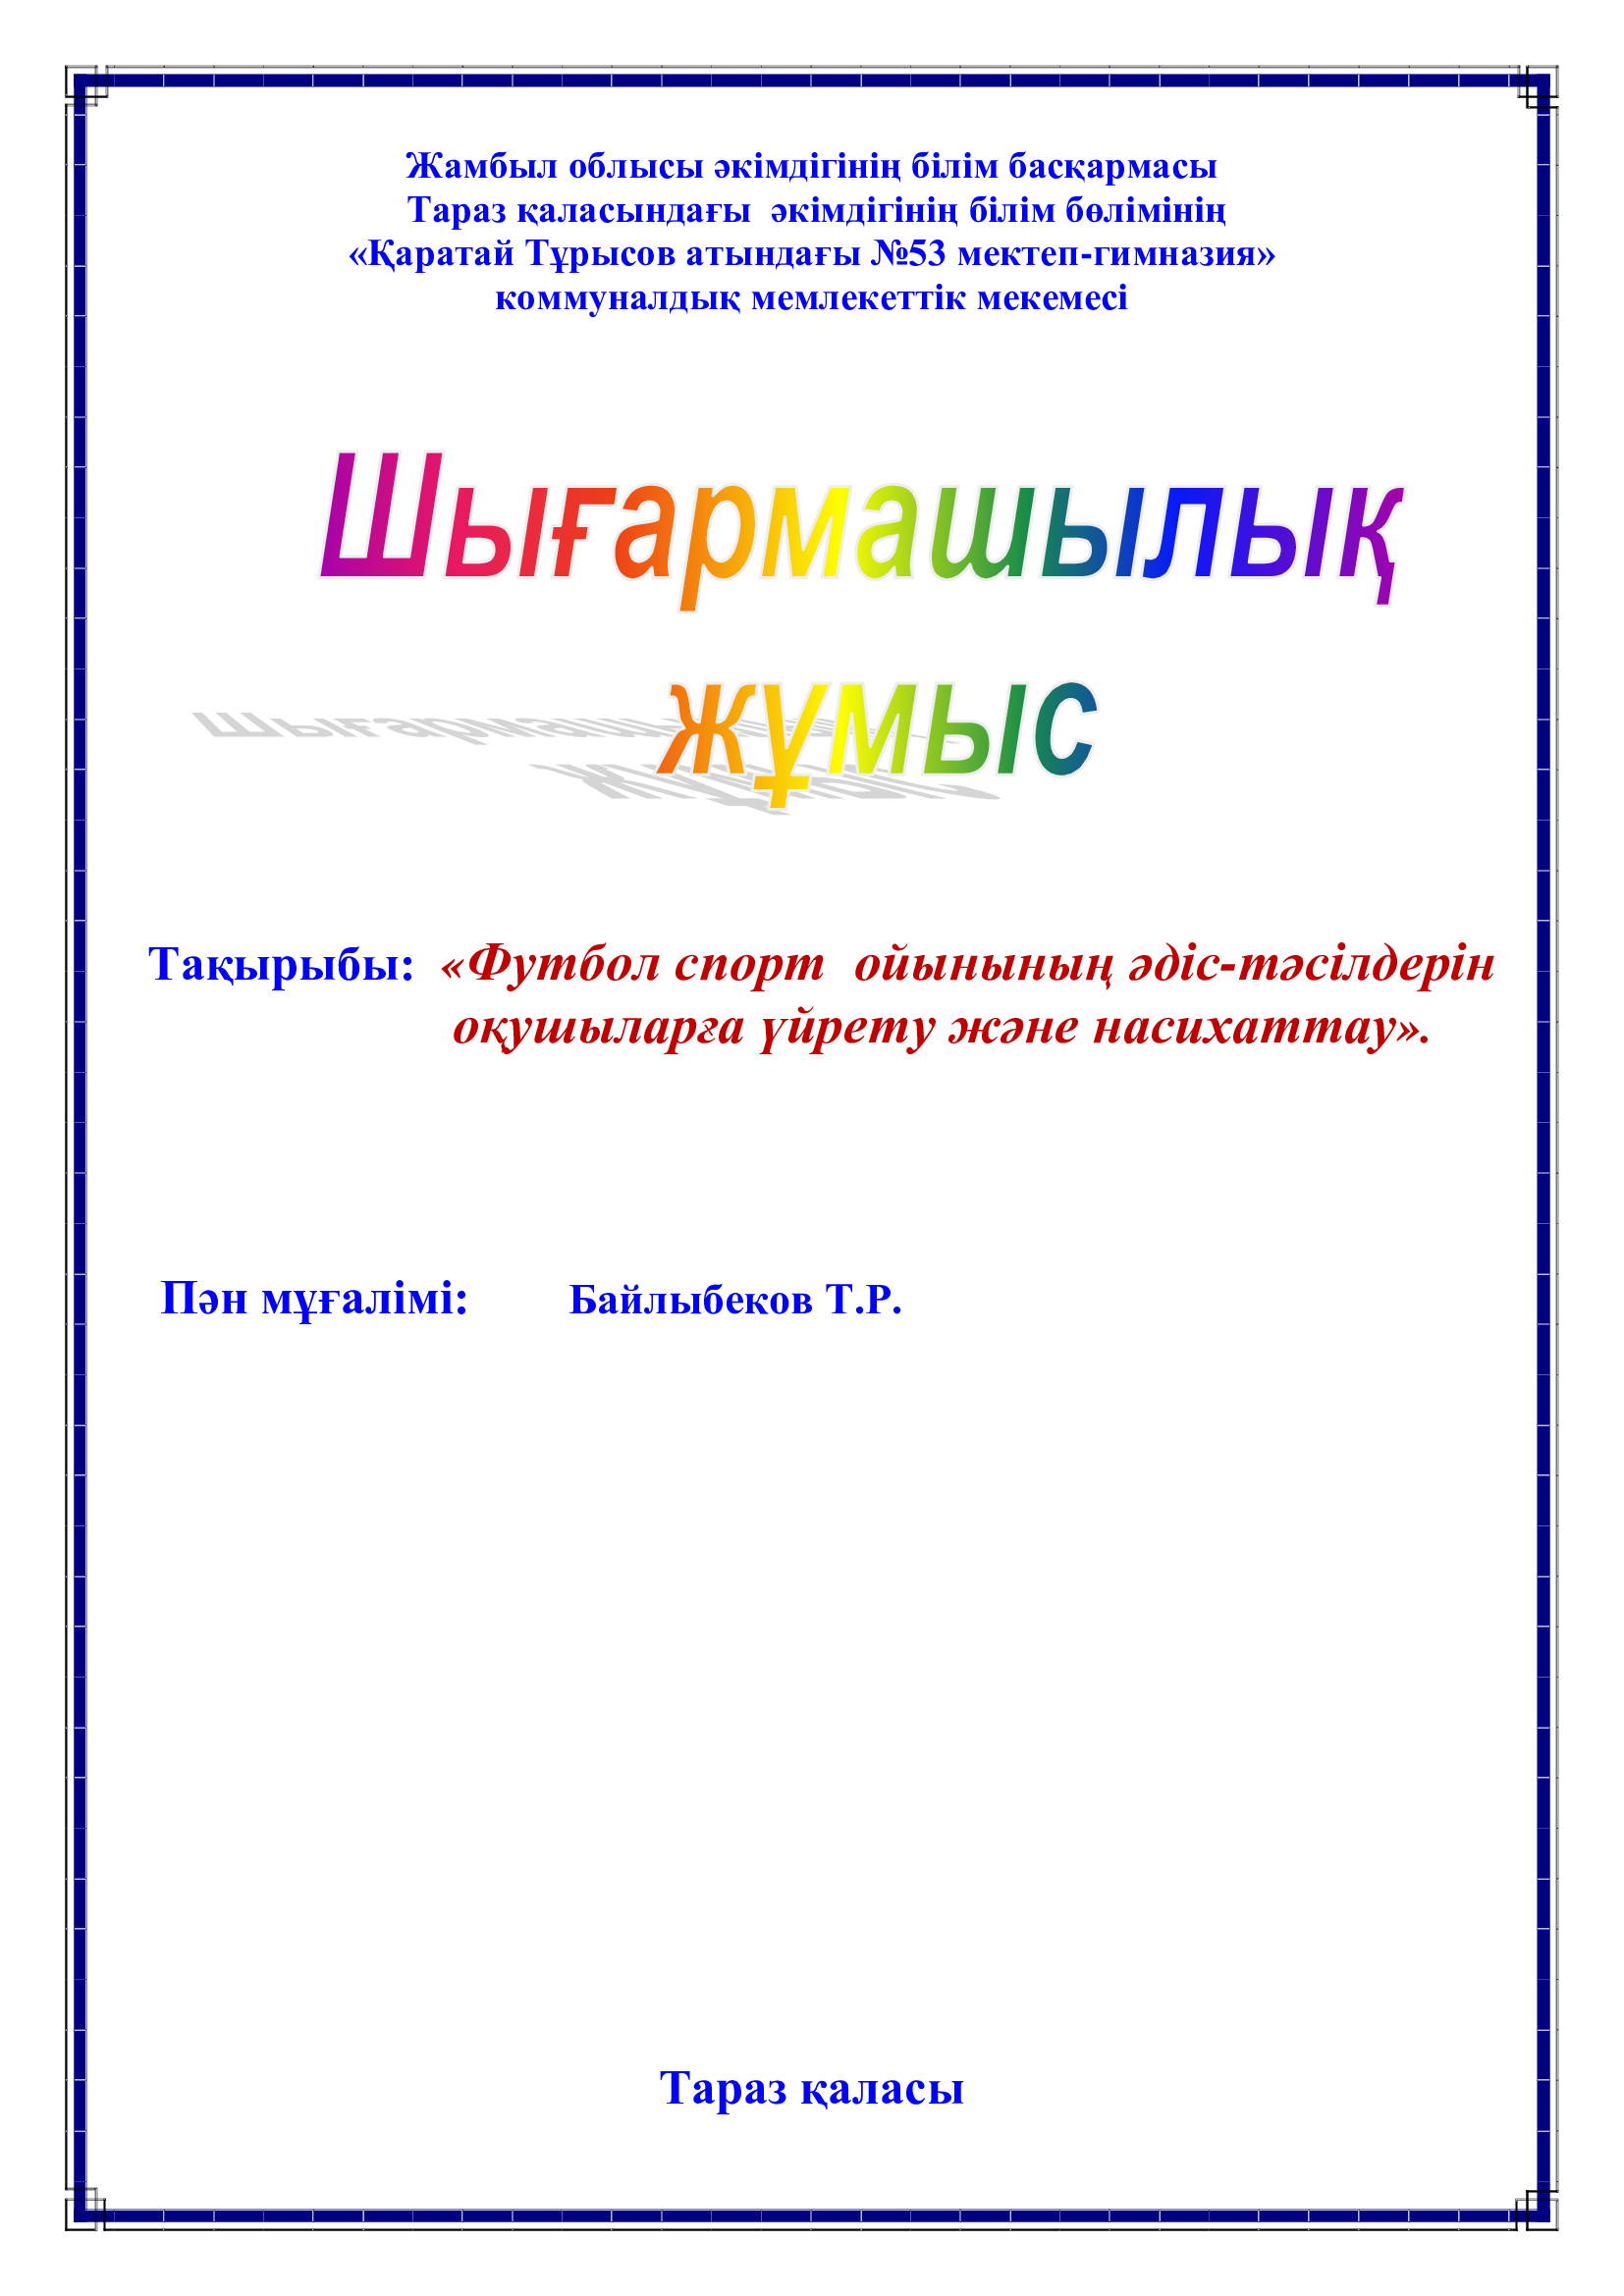 Жамбыл облысы әкімдігінің білім басқармасы
Тараз қаласындағы әкімдігінің білім бөлімінің
«Қаратай Тұрысов атындағы №53 мектеп-гимназия»
коммуналдық мемлекеттік мекемесі
Шығармашылық
жұмыс
Тақырыбы: «Футбол спорт ойынының әдіс-тәсілдерін
оқушыларға үйрету және насихаттау».
Пән мұғалімі: Байлыбеков Т.Р.
Тараз қаласы